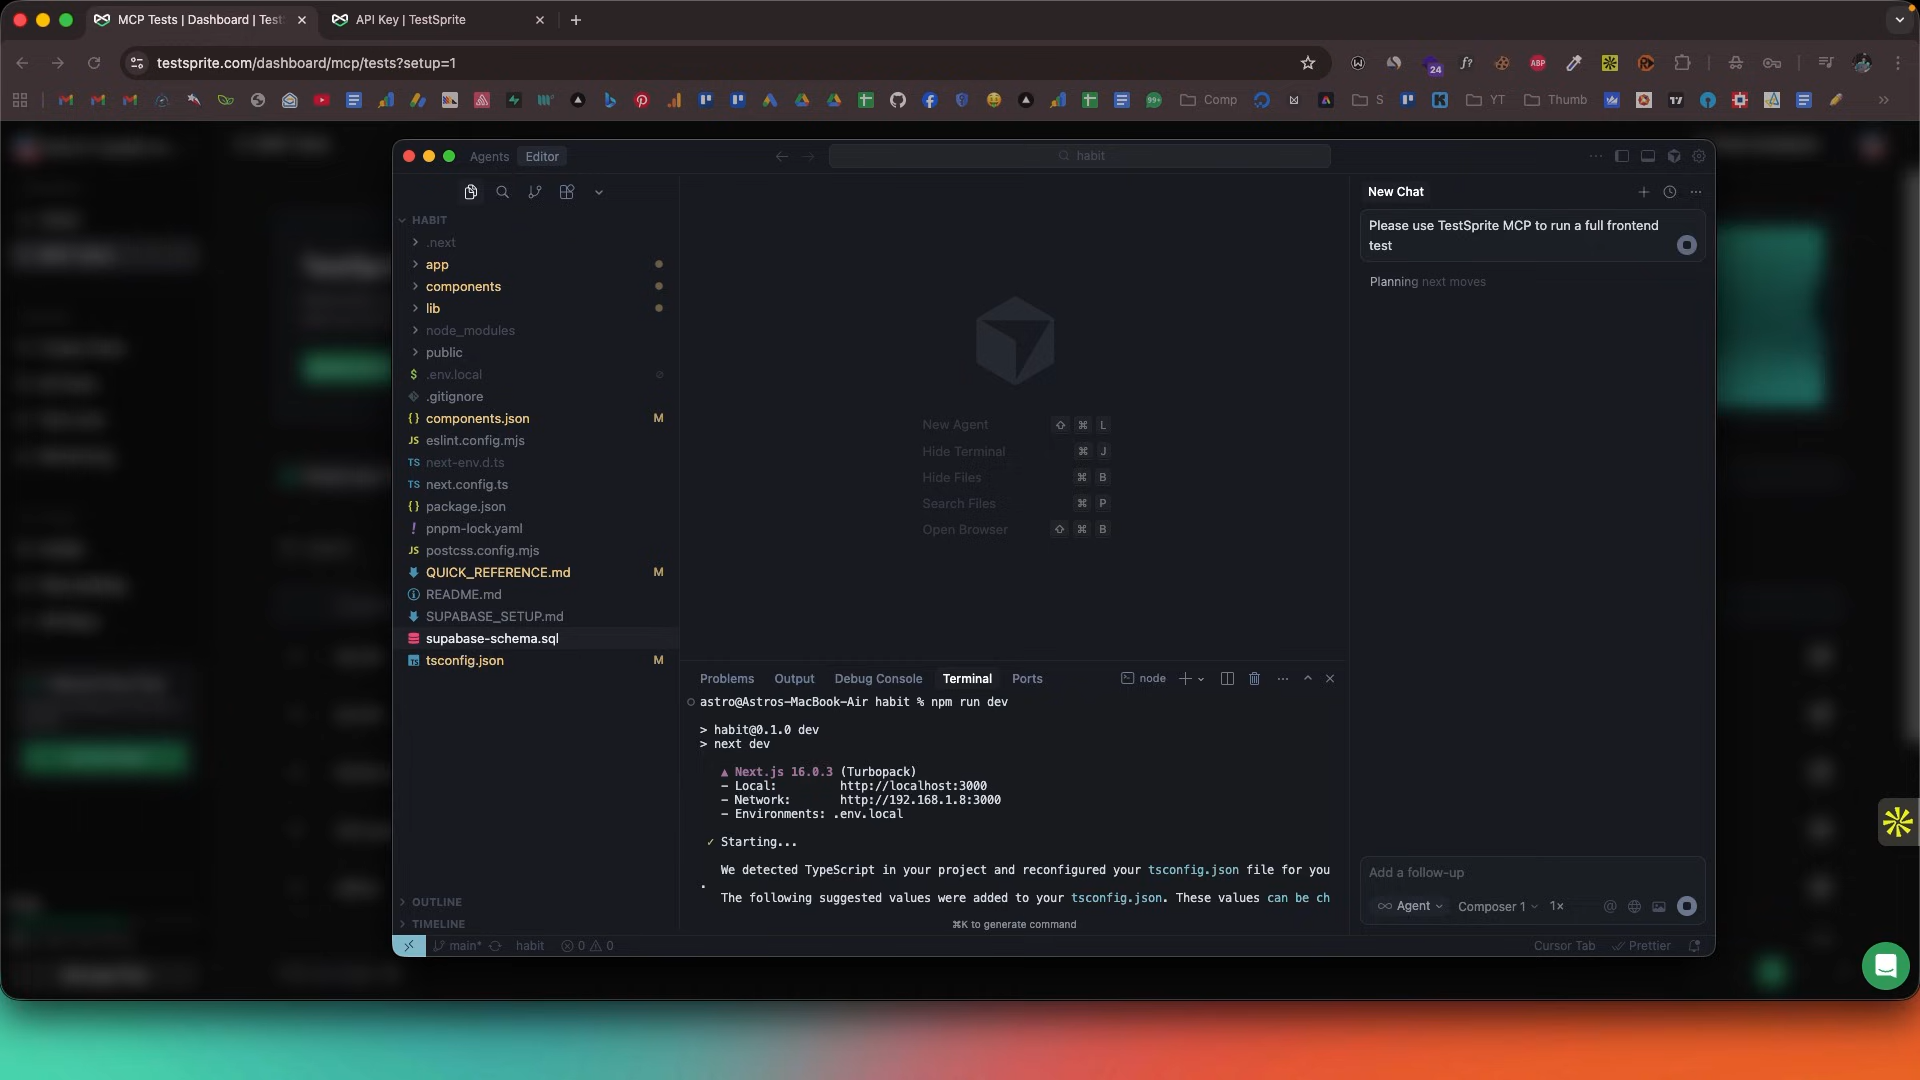 MCP Tests | Dashboard | Test
API Key | TestSprite
testsprite.com/dashboard/mcp/tests?setup=1
24
f?
ABP
99+
Comp
S
YT
Thumb
Agents
Editor
habit
HABIT
.next
app
components
lib
node_modules
public
$ .env.local
.gitignore
{} components.json M
JS eslint.config.mjs
TS next-env.d.ts
TS next.config.ts
{} package.json
! pnpm-lock.yaml
JS postcss.config.mjs
QUICK_REFERENCE.md M
README.md
SUPABASE_SETUP.md
supabase-schema.sql
TS tsconfig.json M
OUTLINE
TIMELINE
New Agent ⇧ ⌘ L
Hide Terminal ⌘ J
Hide Files ⌘ B
Search Files ⌘ P
Open Browser ⇧ ⌘ B
Problems Output Debug Console Terminal Ports
node
astro@Astros-MacBook-Air habit % npm run dev
> habit@0.1.0 dev
> next dev
▲ Next.js 16.0.3 (Turbopack)
- Local: http://localhost:3000
- Network: http://192.168.1.8:3000
- Environments: .env.local
✓ Starting...
We detected TypeScript in your project and reconfigured your tsconfig.json file for you
.
The following suggested values were added to your tsconfig.json. These values can be ch
⌘K to generate command
New Chat
Please use TestSprite MCP to run a full frontend
test
Planning next moves
Add a follow-up
Agent
Composer 1
1×
main*
habit
0
0
Cursor Tab
Prettier